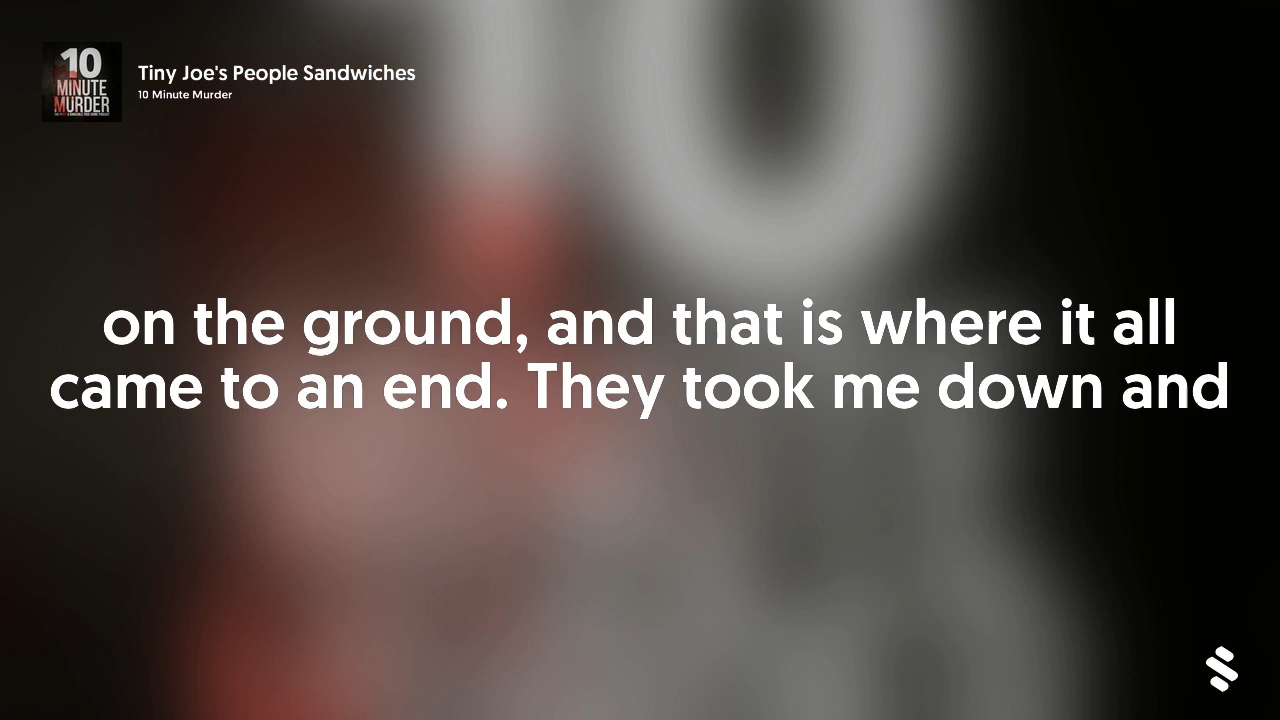 10
MINUTE
MURDER
Tiny Joe's People Sandwiches
10 Minute Murder
on the ground, and that is where it all
came to an end. They took me down and